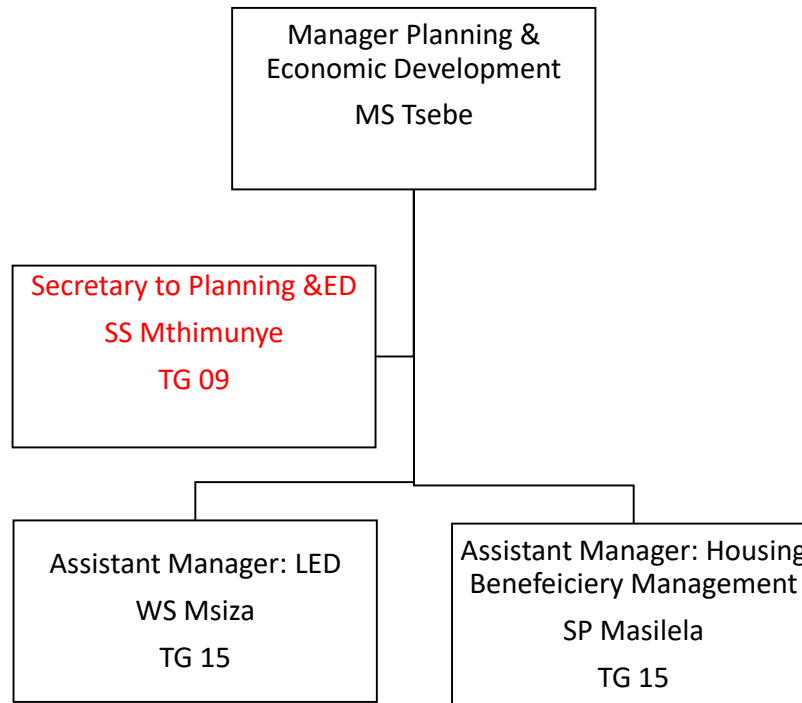 Manager Planning &
Economic Development
MS Tsebe
Secretary to Planning &ED
SS Mthimunye
TG 09
Assistant Manager: LED
WS Msiza
TG 15
Assistant Manager: Housing
Benefeiciery Management
SP Masilela
TG 15